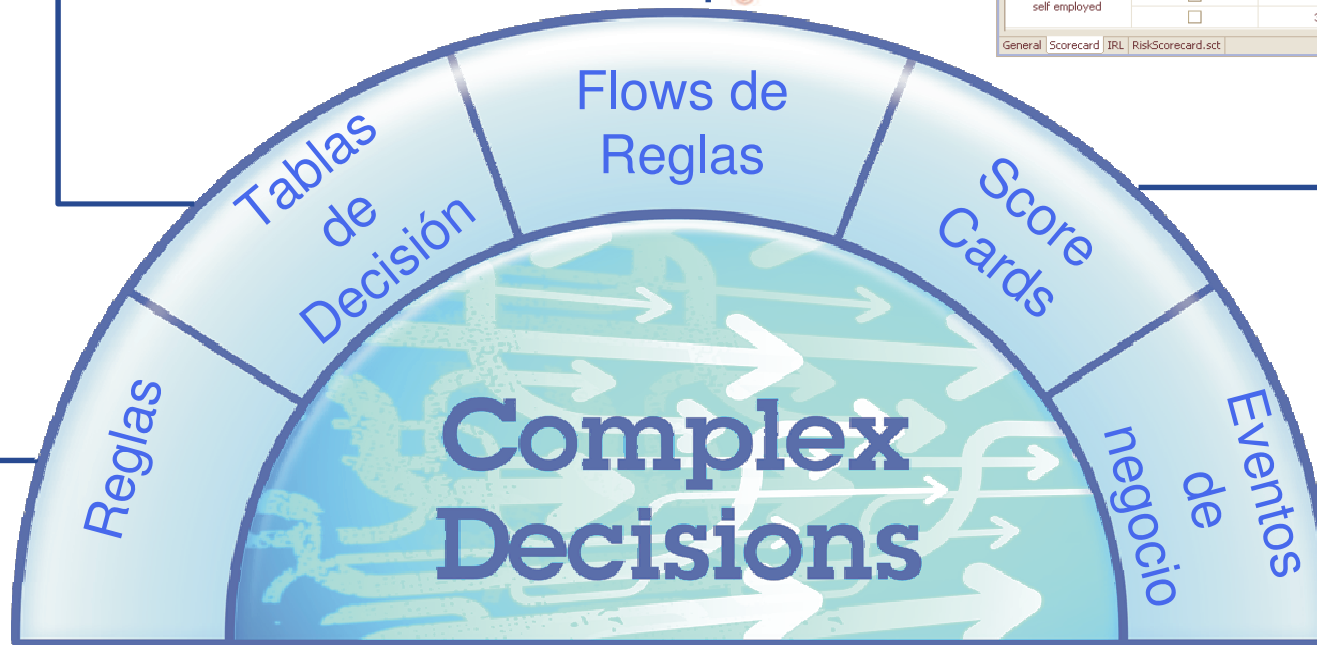 self employed
General Scorecard IRL RiskScorecard.sct
Flows de
Reglas
Tablas
de
Decisión
Score
Cards
Reglas
Eventos
de
negocio
Complex
Decisions